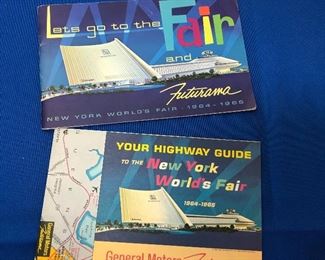 Lets go to the Fair
and
Futurama
NEW YORK WORLD'S FAIR - 1964-1965
YOUR HIGHWAY GUIDE
TO THE New York
World's Fair
1964-1965
General Motors